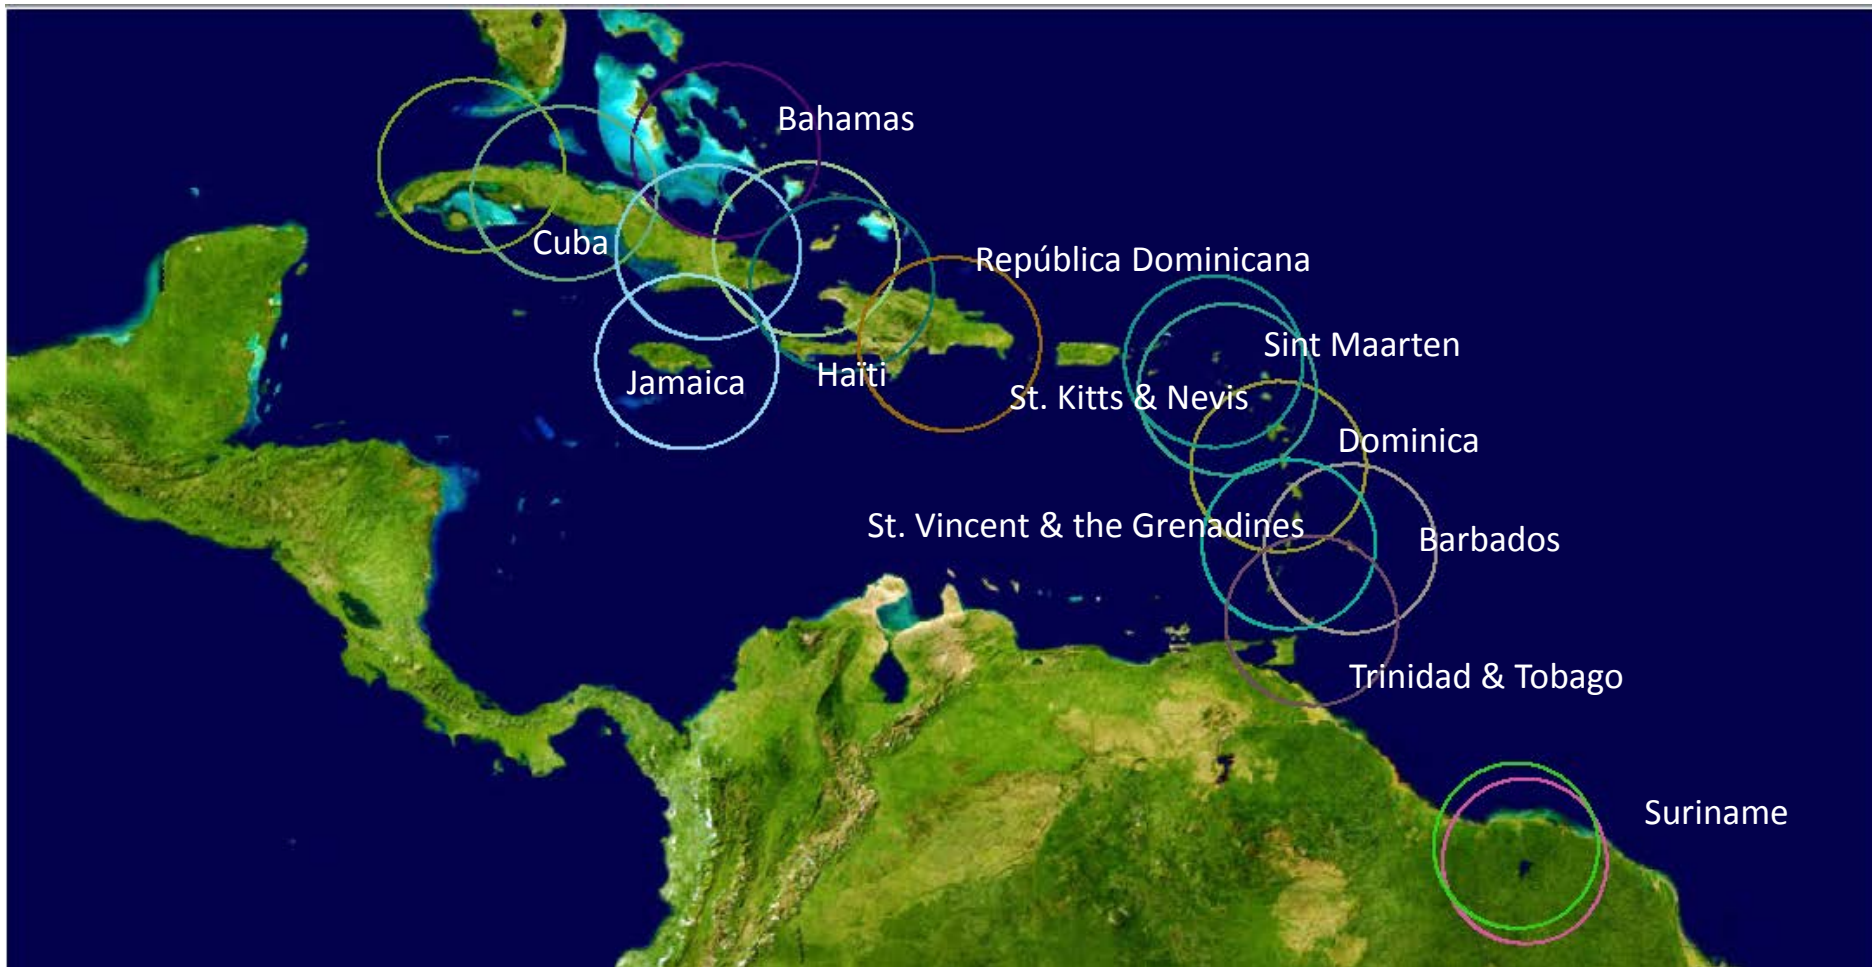 Bahamas
Cuba
República Dominicana
Sint Maarten
Jamaica
Haïti
St. Kitts & Nevis
Dominica
St. Vincent & the Grenadines
Barbados
Trinidad & Tobago
Suriname